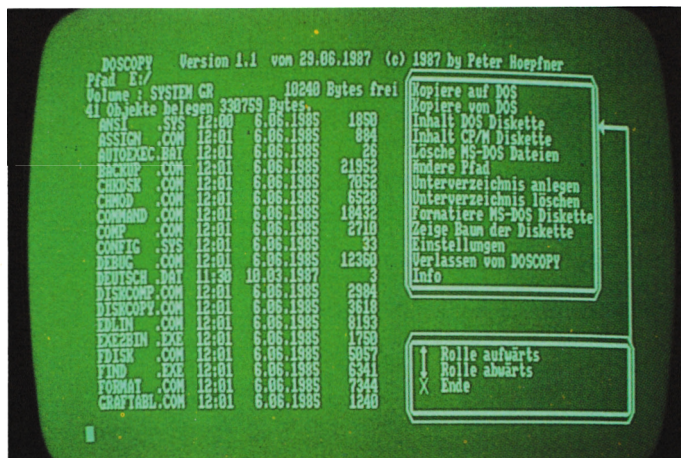 DOSCOPY Version 1.1 vom 29.06.1987 (c) 1987 by Peter Hoepfner
Pfad E:/
Volume : SYSTEM GR 10240 Bytes frei
41 Objekte belegen 330759 Bytes
ANSI .SYS 12:00 6.06.1985 1850
ASSIGN .COM 12:01 6.06.1985 884
AUTOEXEC.BAT 12:01 6.06.1985 26
BACKUP .COM 12:01 6.06.1985 21952
CHKDSK .COM 12:01 6.06.1985 7052
CHMOD .COM 12:01 6.06.1985 6528
COMMAND .COM 12:01 6.06.1985 18432
COMP .COM 12:01 6.06.1985 2710
CONFIG .SYS 12:01 6.06.1985 33
DEBUG .COM 12:01 6.06.1985 12360
DEUTSCH .DAT 11:30 10.03.1987 3
DISKCOMP.COM 12:01 6.06.1985 2984
DISKCOPY.COM 12:01 6.06.1985 3618
EDLIN .COM 12:01 6.06.1985 8193
EXE2BIN .EXE 12:01 6.06.1985 1750
FDISK .COM 12:01 6.06.1985 5057
FIND .EXE 12:01 6.06.1985 6341
FORMAT .COM 12:01 6.06.1985 7344
GRAFTABL.COM 12:01 6.06.1985 1240
Kopiere auf DOS
Kopiere von DOS
Inhalt DOS Diskette
Inhalt CP/M Diskette
Lösche MS-DOS Dateien
Andere Pfad
Unterverzeichnis anlegen
Unterverzeichnis löschen
Formatiere MS-DOS Diskette
Zeige Baum der Diskette
Einstellungen
Verlassen von DOSCOPY
Info
↑ Rolle aufwärts
↓ Rolle abwärts
X Ende